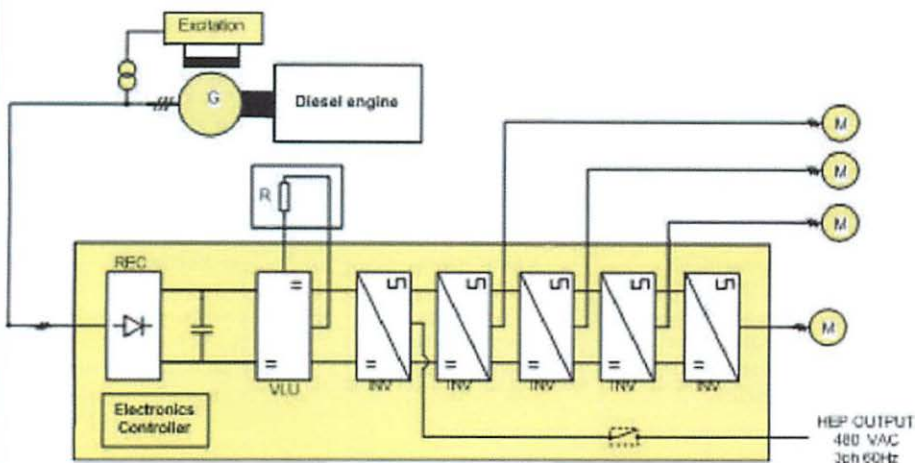 Excitation
G
Diesel engine
M
M
R
M
REC
M
VLU
INV
INV
INV
INV
INV
Electronics
Controller
HEP OUTPUT
480 VAC
3ph 60Hz